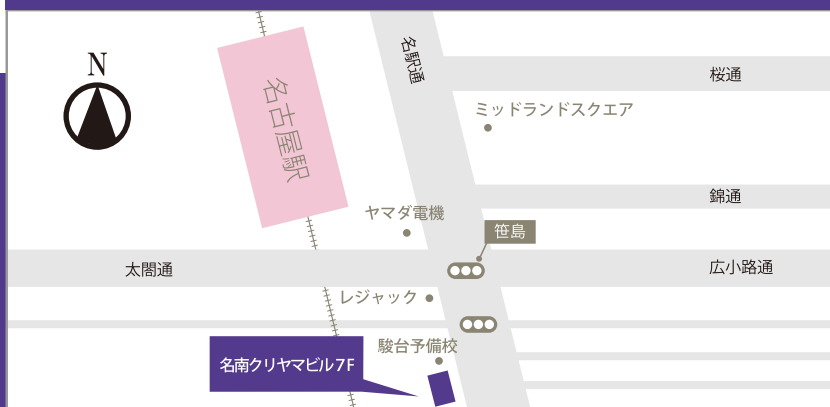 N
名古屋駅
名駅通
桜通
ミッドランドスクエア
錦通
ヤマダ電機
笹島
太閤通
広小路通
レジャック
駿台予備校
名南クリヤマビル7F